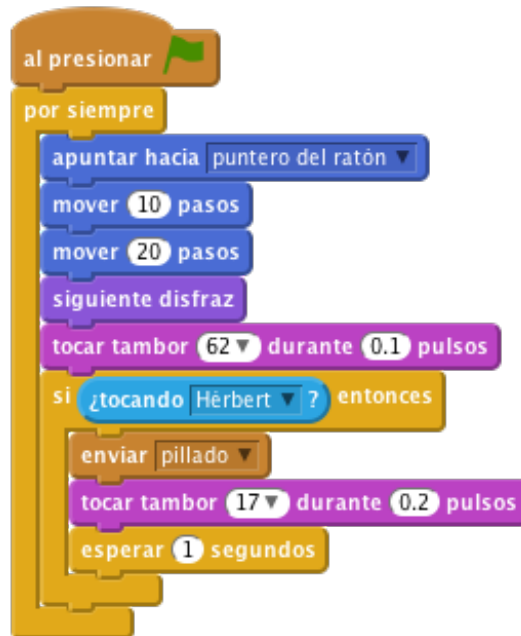 al presionar
por siempre
apuntar hacia puntero del ratón
mover 10 pasos
mover 20 pasos
siguiente disfraz
tocar tambor 62 durante 0.1 pulsos
si ¿tocando Hérbert ? entonces
enviar pillado
tocar tambor 17 durante 0.2 pulsos
esperar 1 segundos